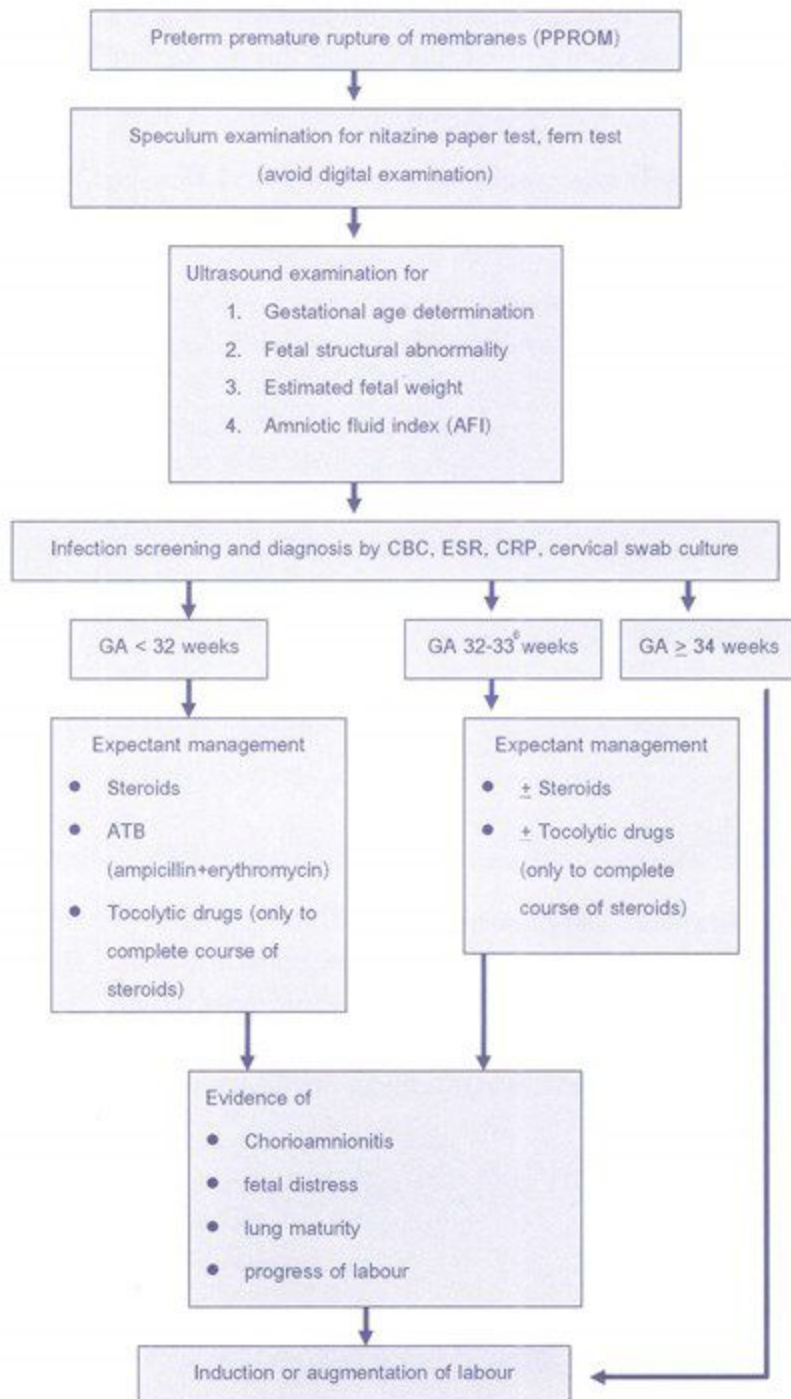 Preterm premature rupture of membranes (PPROM)
Speculum examination for nitazine paper test, fern test
(avoid digital examination)
Ultrasound examination for
1. Gestational age determination
2. Fetal structural abnormality
3. Estimated fetal weight
4. Amniotic fluid index (AFI)
Infection screening and diagnosis by CBC, ESR, CRP, cervical swab culture
GA < 32 weeks
GA 32-33⁶ weeks
GA ≥ 34 weeks
Expectant management
● Steroids
● ATB
(ampicillin+erythromycin)
● Tocolytic drugs (only to
complete course of
steroids)
Expectant management
● ± Steroids
● ± Tocolytic drugs
(only to complete
course of steroids)
Evidence of
● Chorioamnionitis
● fetal distress
● lung maturity
● progress of labour
Induction or augmentation of labour